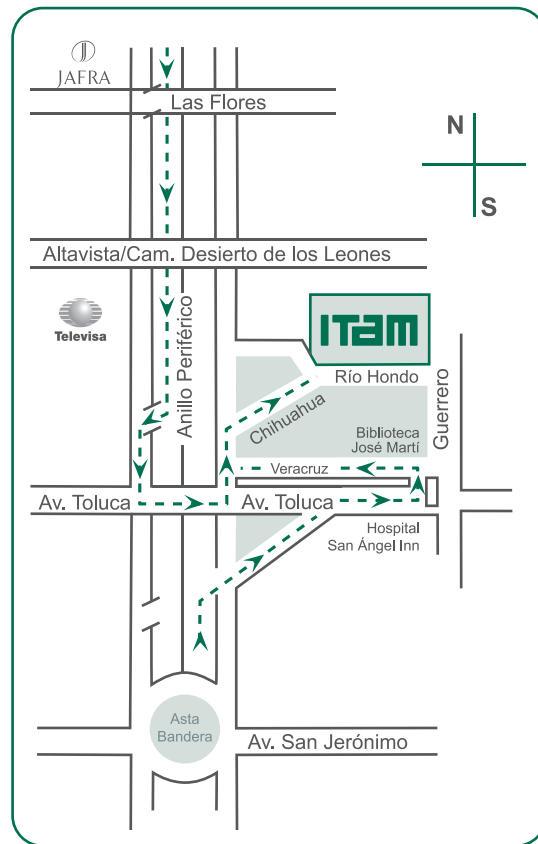 JAFRA
Las Flores
N
S
Altavista/Cam. Desierto de los Leones
Televisa
Anillo Periférico
ITAM
Río Hondo
Chihuahua
Guerrero
Biblioteca
José Martí
Veracruz
Av. Toluca
Av. Toluca
Hospital
San Ángel Inn
Asta
Bandera
Av. San Jerónimo